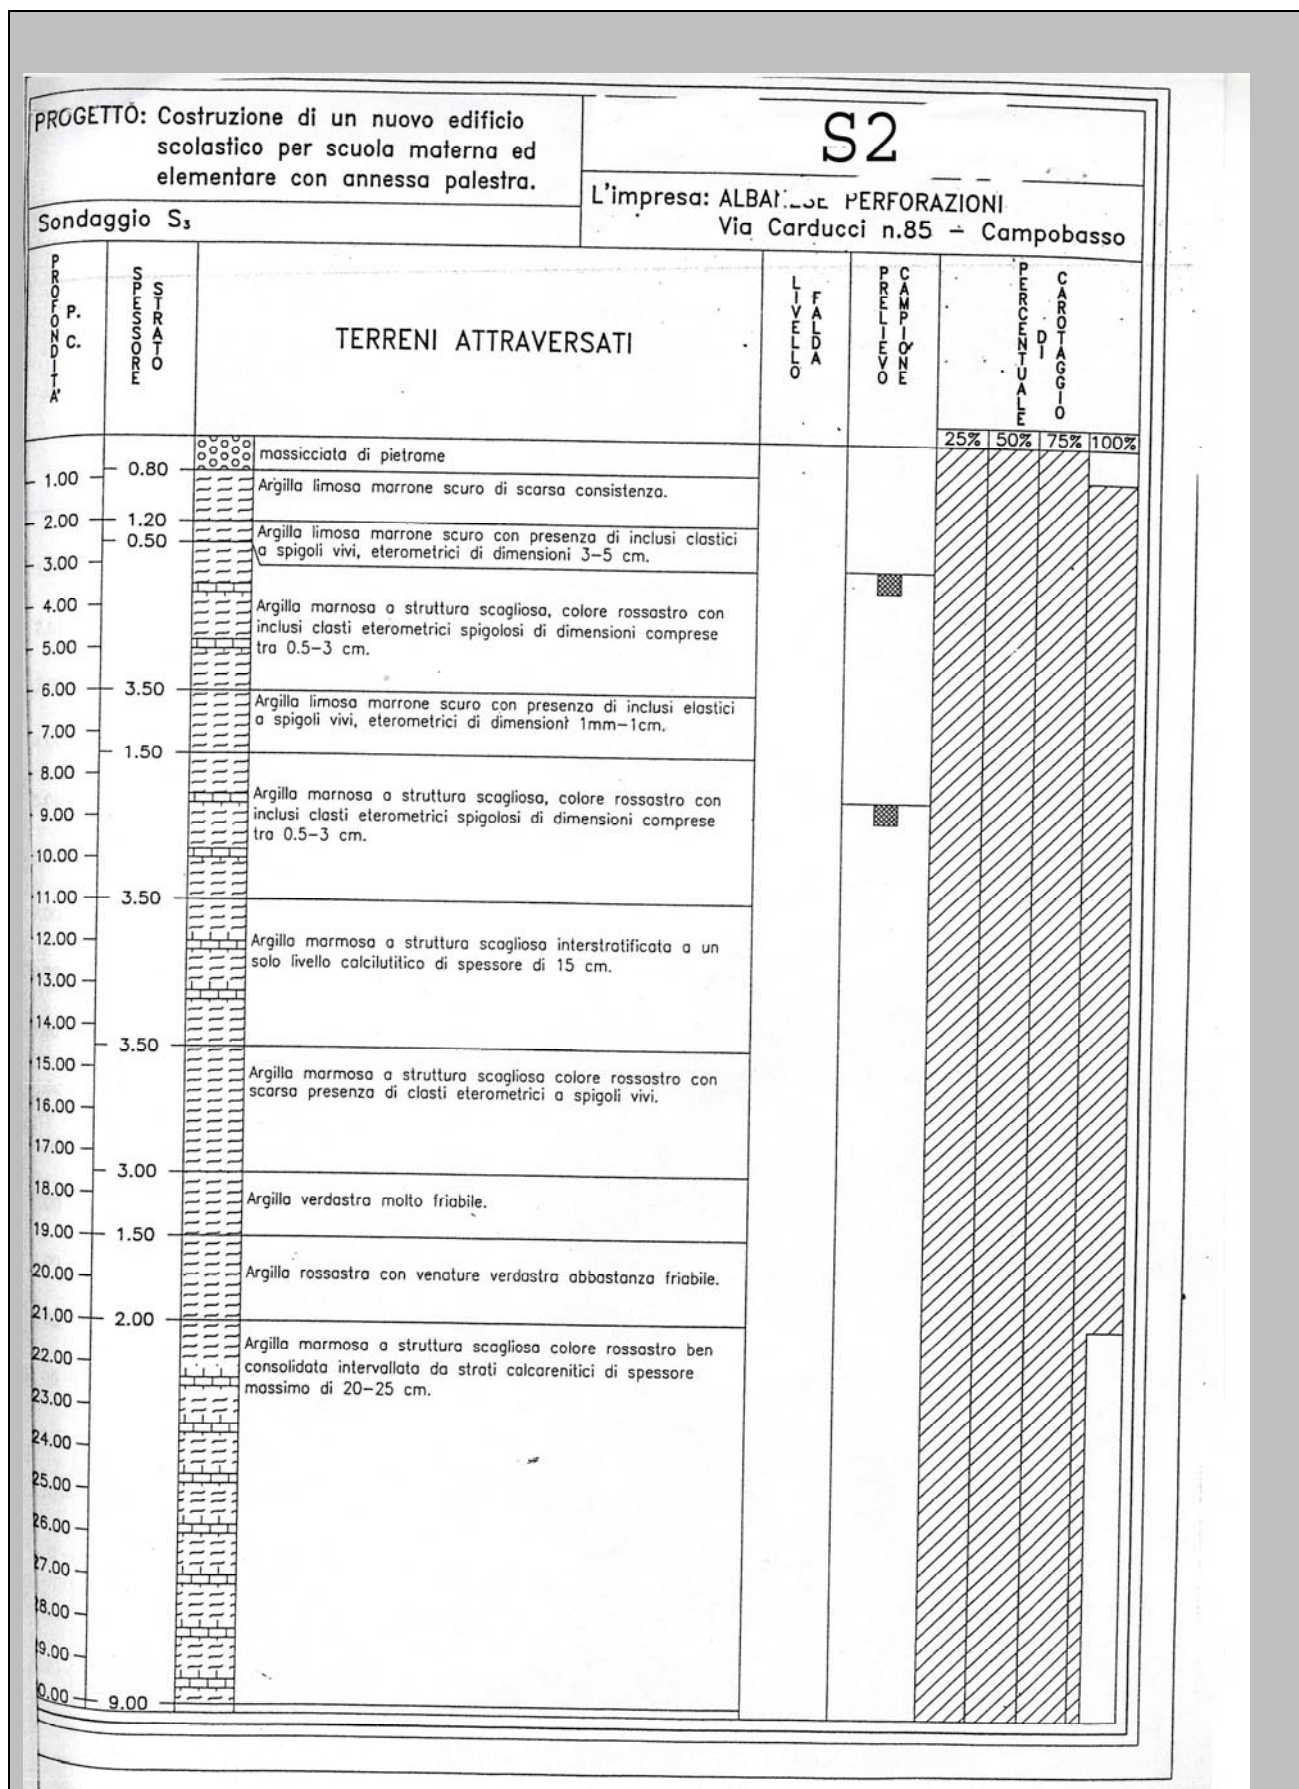 PROGETTO: Costruzione di un nuovo edificio
scolastico per scuola materna ed
elementare con annessa palestra.
Sondaggio S₃
S2
L'impresa: PERFORAZIONI
Via Carducci n.85 – Campobasso
PROFONDITA'
P.
C.
SPESSORE
STRATO
TERRENI ATTRAVERSATI
LIVELLO
FALDA
PRELIEVO
CAMPIONE
PERCENTUALE
DI
CAROTAGGIO
25% 50% 75% 100%
massicciata di pietrame
0.80
1.00
Argilla limosa marrone scuro di scarsa consistenza.
2.00
1.20
Argilla limosa marrone scuro con presenza di inclusi clastici
0.50
a spigoli vivi, eterometrici di dimensioni 3–5 cm.
3.00
4.00
Argilla marnosa a struttura scagliosa, colore rossastro con
inclusi clasti eterometrici spigolosi di dimensioni comprese
5.00
tra 0.5–3 cm.
6.00
3.50
Argilla limosa marrone scuro con presenza di inclusi elastici
a spigoli vivi, eterometrici di dimensioni 1mm–1cm.
7.00
1.50
8.00
Argilla marnosa a struttura scagliosa, colore rossastro con
9.00
inclusi clasti eterometrici spigolosi di dimensioni comprese
tra 0.5–3 cm.
10.00
11.00
3.50
12.00
Argilla marmosa a struttura scagliosa interstratificata a un
solo livello calcilutitico di spessore di 15 cm.
13.00
14.00
3.50
15.00
Argilla marmosa a struttura scagliosa colore rossastro con
scarsa presenza di clasti eterometrici a spigoli vivi.
16.00
17.00
3.00
18.00
Argilla verdastra molto friabile.
19.00
1.50
20.00
Argilla rossastra con venature verdastra abbastanza friabile.
21.00
2.00
Argilla marmosa a struttura scagliosa colore rossastro ben
22.00
consolidata intervallata da strati calcarenitici di spessore
massimo di 20–25 cm.
23.00
24.00
25.00
26.00
27.00
8.00
9.00
0.00
9.00